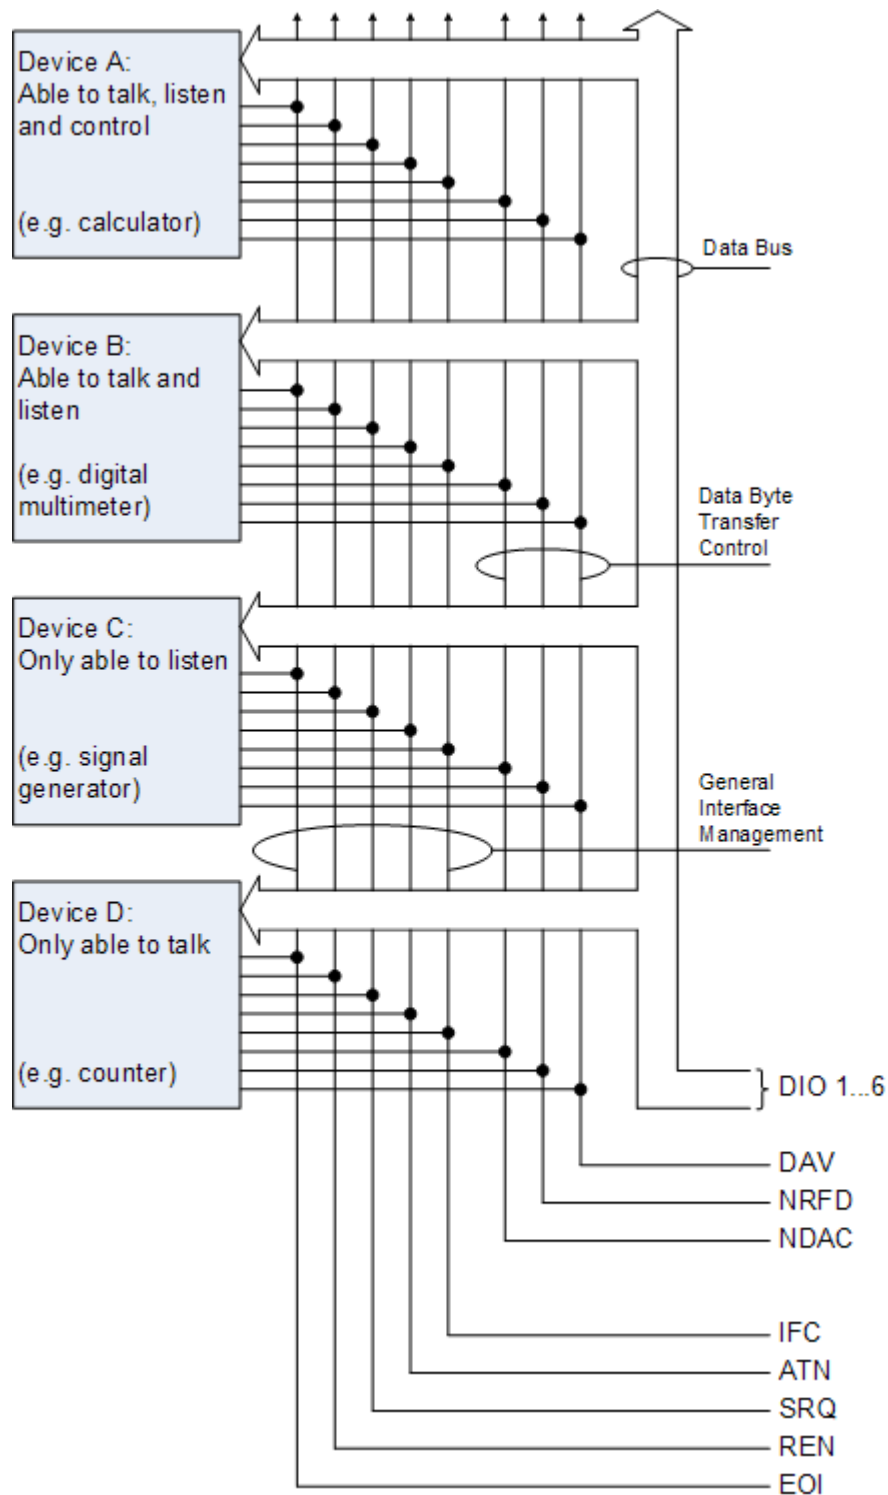 Device A:
Able to talk, listen
and control
(e.g. calculator)
Data Bus
Device B:
Able to talk and
listen
(e.g. digital
multimeter)
Data Byte
Transfer
Control
Device C:
Only able to listen
(e.g. signal
generator)
General
Interface
Management
Device D:
Only able to talk
(e.g. counter)
DIO 1...6
DAV
NRFD
NDAC
IFC
ATN
SRQ
REN
EOI